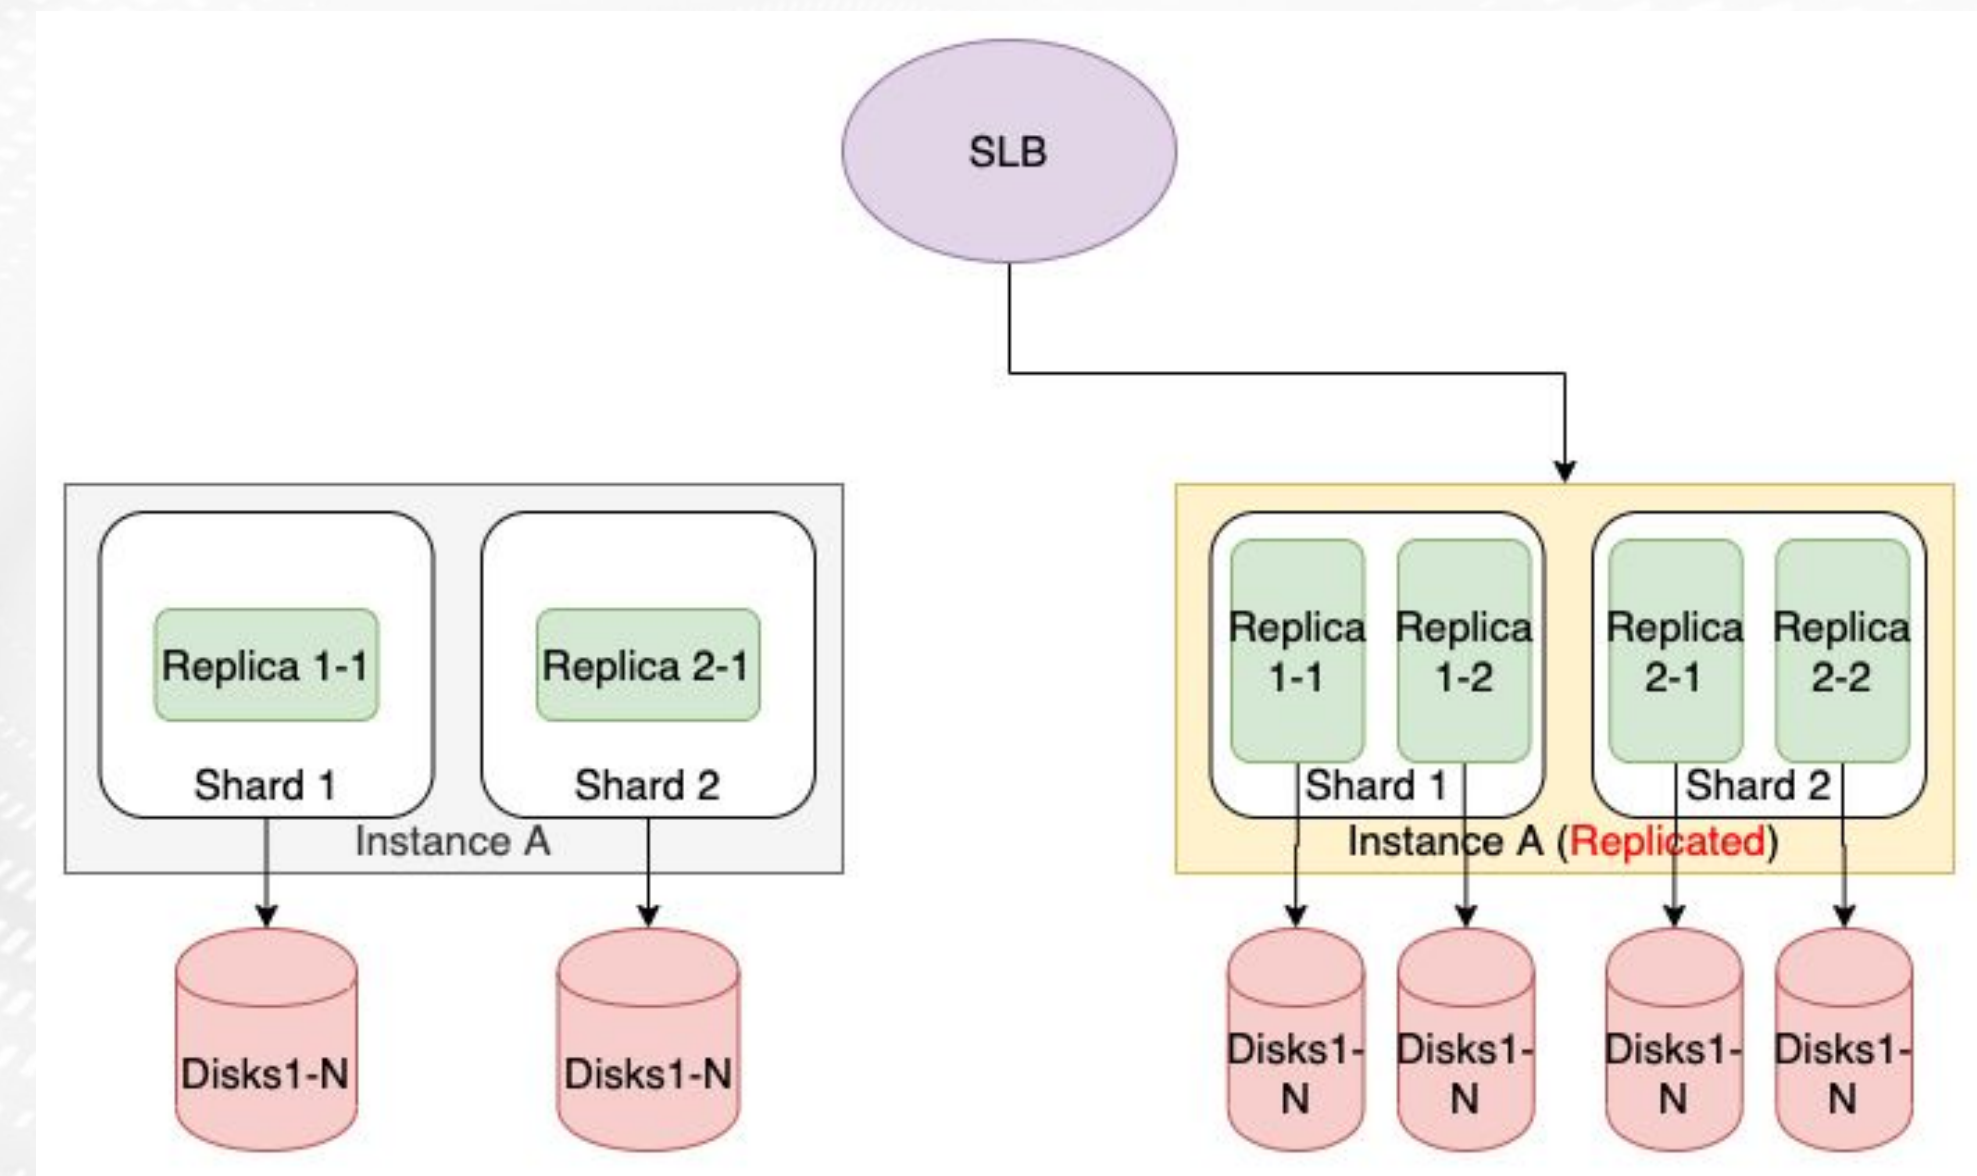 SLB
Replica 1-1
Shard 1
Replica 2-1
Shard 2
Instance A
Disks1-N
Disks1-N
Replica
1-1
Replica
1-2
Shard 1
Replica
2-1
Replica
2-2
Shard 2
Instance A (Replicated)
Disks1-
N
Disks1-
N
Disks1-
N
Disks1-
N